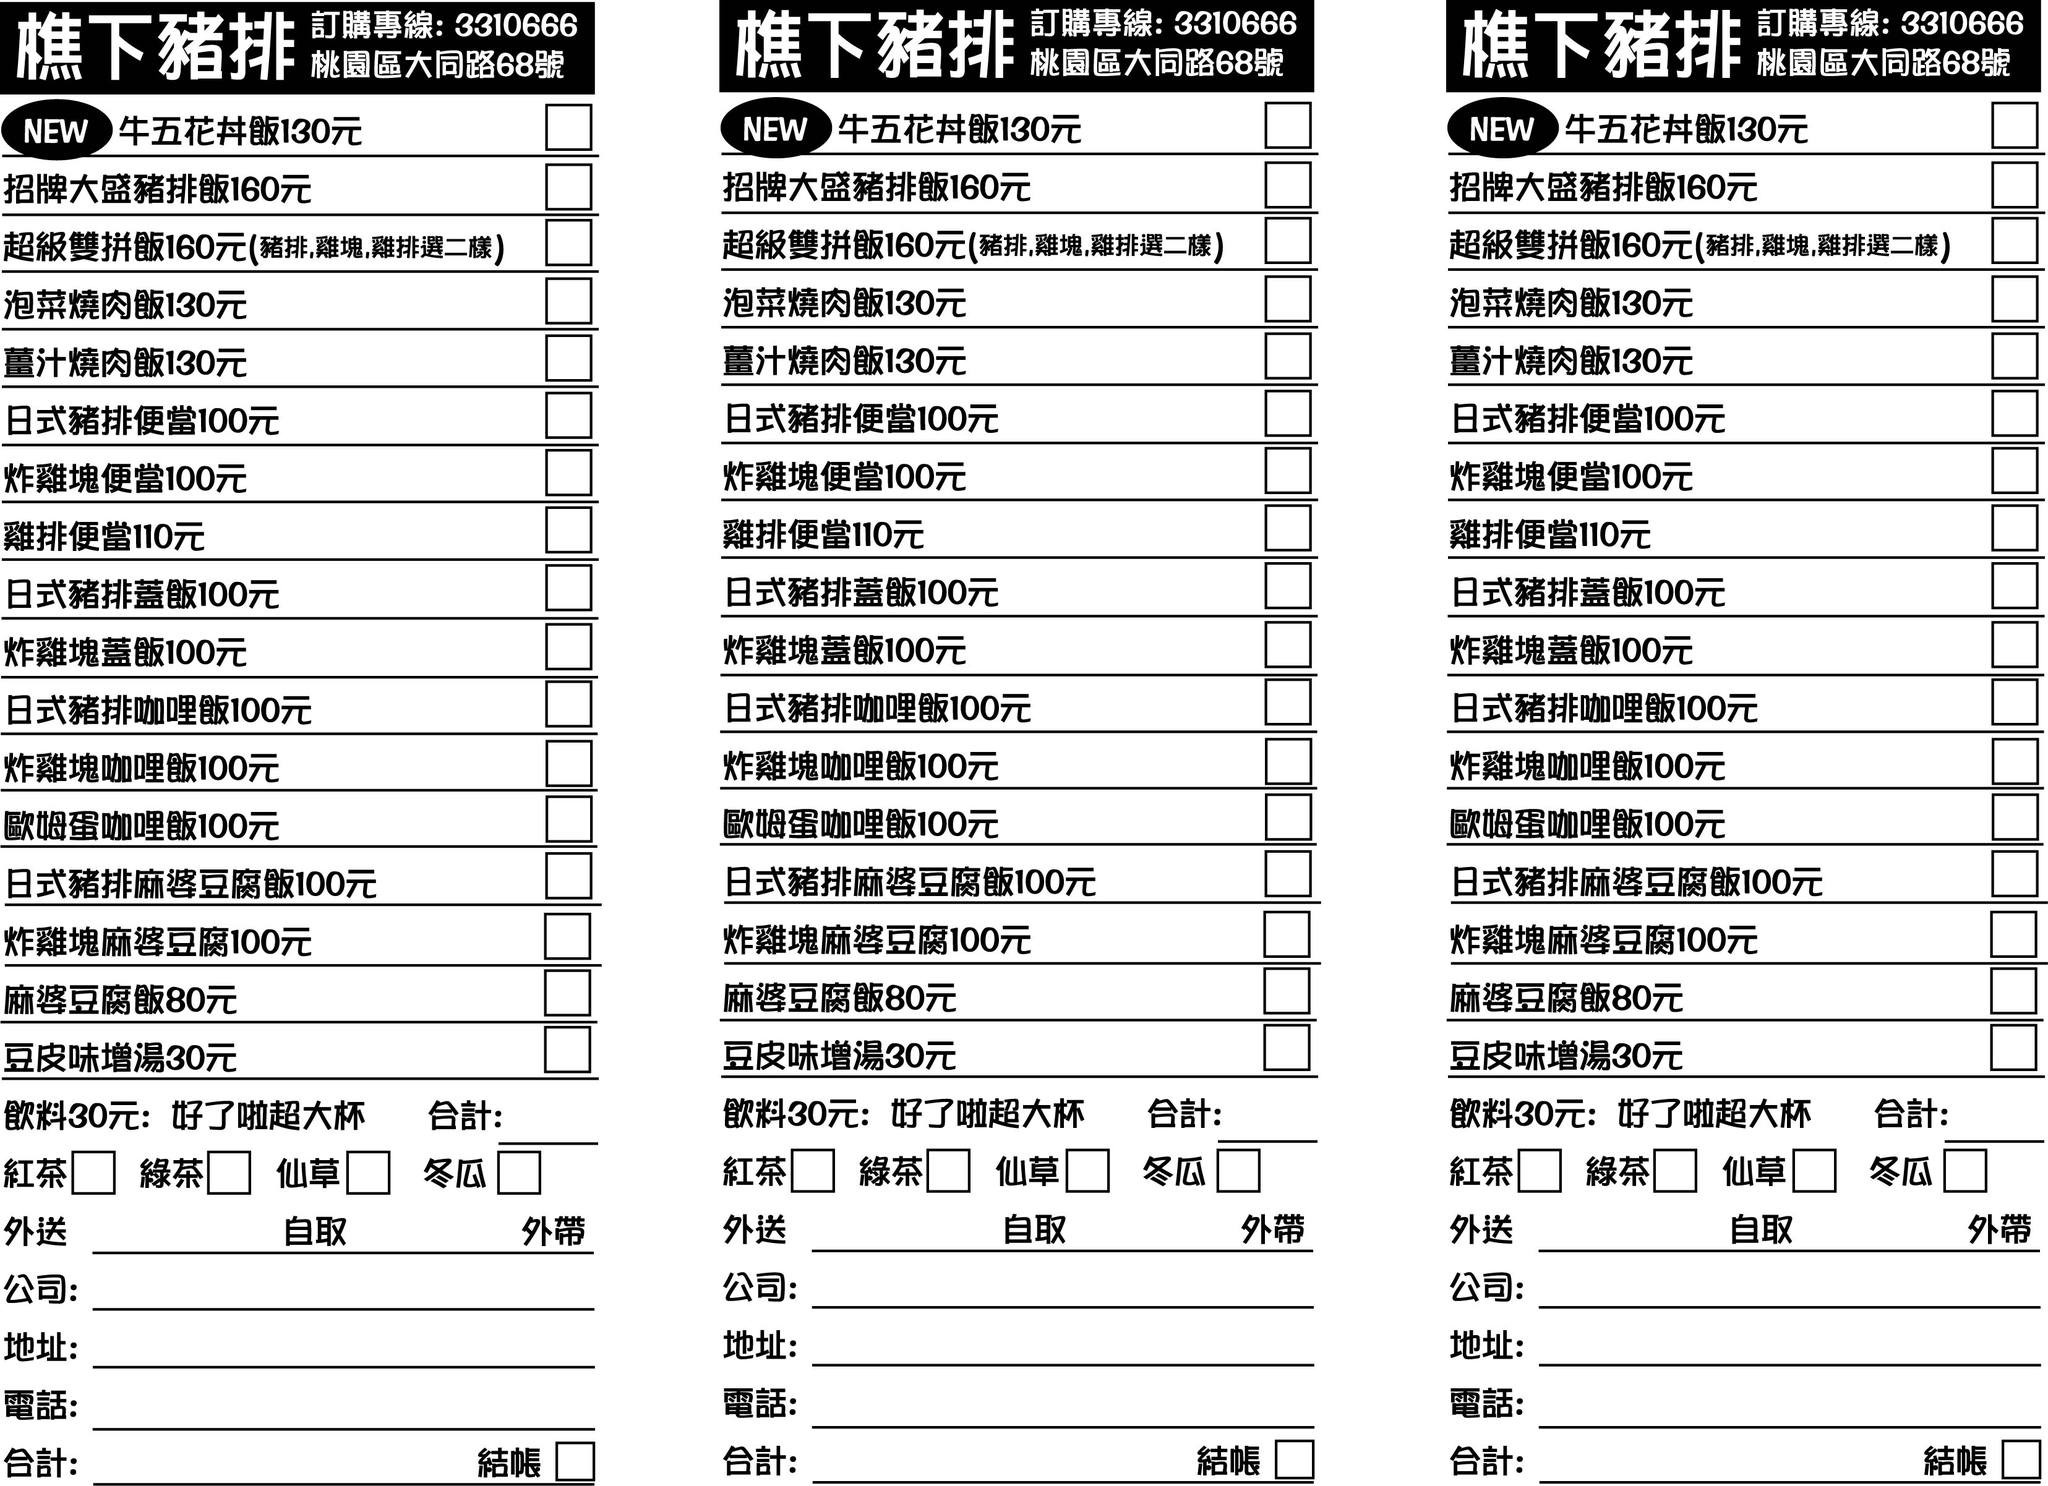 樵下豬排
訂購專線: 3310666
桃園區大同路68號
NEW 牛五花丼飯130元
招牌大盛豬排飯160元
超級雙拼飯160元(豬排,雞塊,雞排選二樣)
泡菜燒肉飯130元
薑汁燒肉飯130元
日式豬排便當100元
炸雞塊便當100元
雞排便當110元
日式豬排蓋飯100元
炸雞塊蓋飯100元
日式豬排咖哩飯100元
炸雞塊咖哩飯100元
歐姆蛋咖哩飯100元
日式豬排麻婆豆腐飯100元
炸雞塊麻婆豆腐100元
麻婆豆腐飯80元
豆皮味增湯30元
飲料30元: 好了啦超大杯 合計:
紅茶 綠茶 仙草 冬瓜
外送 自取 外帶
公司:
地址:
電話:
合計: 結帳
樵下豬排
訂購專線: 3310666
桃園區大同路68號
NEW 牛五花丼飯130元
招牌大盛豬排飯160元
超級雙拼飯160元(豬排,雞塊,雞排選二樣)
泡菜燒肉飯130元
薑汁燒肉飯130元
日式豬排便當100元
炸雞塊便當100元
雞排便當110元
日式豬排蓋飯100元
炸雞塊蓋飯100元
日式豬排咖哩飯100元
炸雞塊咖哩飯100元
歐姆蛋咖哩飯100元
日式豬排麻婆豆腐飯100元
炸雞塊麻婆豆腐100元
麻婆豆腐飯80元
豆皮味增湯30元
飲料30元: 好了啦超大杯 合計:
紅茶 綠茶 仙草 冬瓜
外送 自取 外帶
公司:
地址:
電話:
合計: 結帳
樵下豬排
訂購專線: 3310666
桃園區大同路68號
NEW 牛五花丼飯130元
招牌大盛豬排飯160元
超級雙拼飯160元(豬排,雞塊,雞排選二樣)
泡菜燒肉飯130元
薑汁燒肉飯130元
日式豬排便當100元
炸雞塊便當100元
雞排便當110元
日式豬排蓋飯100元
炸雞塊蓋飯100元
日式豬排咖哩飯100元
炸雞塊咖哩飯100元
歐姆蛋咖哩飯100元
日式豬排麻婆豆腐飯100元
炸雞塊麻婆豆腐100元
麻婆豆腐飯80元
豆皮味增湯30元
飲料30元: 好了啦超大杯 合計:
紅茶 綠茶 仙草 冬瓜
外送 自取 外帶
公司:
地址:
電話:
合計: 結帳